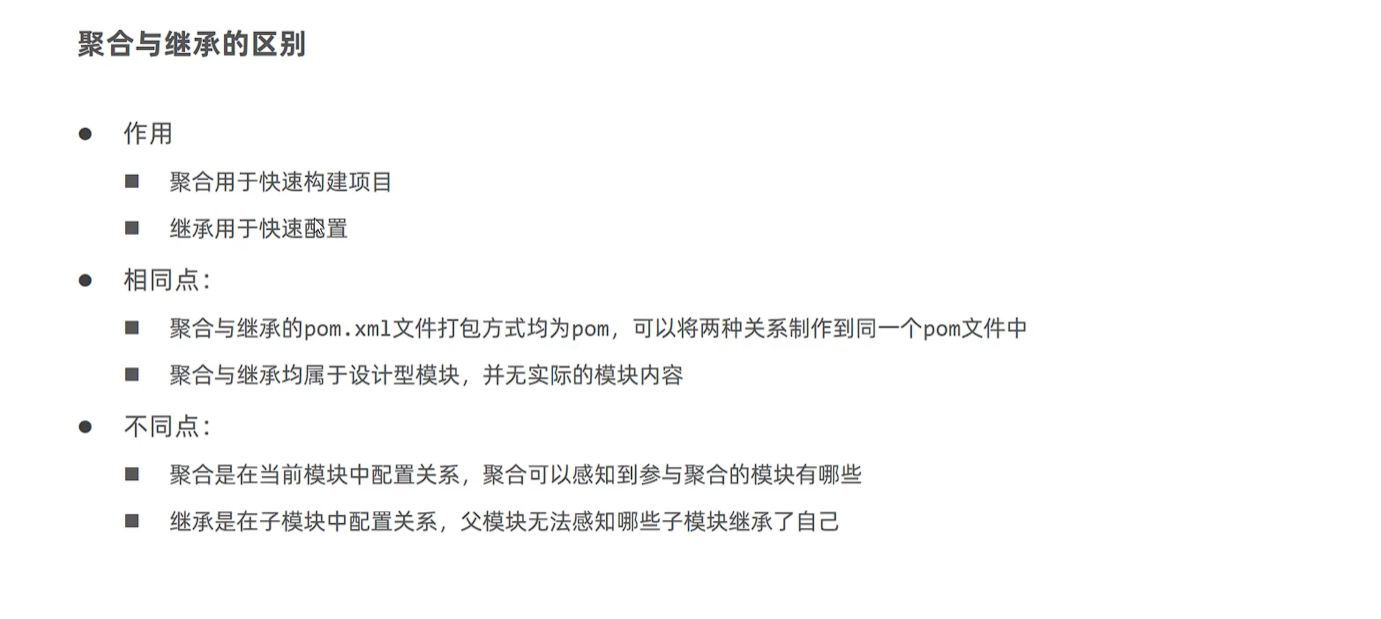 聚合与继承的区别
作用
聚合用于快速构建项目
继承用于快速配置
相同点：
聚合与继承的pom.xml文件打包方式均为pom，可以将两种关系制作到同一个pom文件中
聚合与继承均属于设计型模块，并无实际的模块内容
不同点：
聚合是在当前模块中配置关系，聚合可以感知到参与聚合的模块有哪些
继承是在子模块中配置关系，父模块无法感知哪些子模块继承了自己